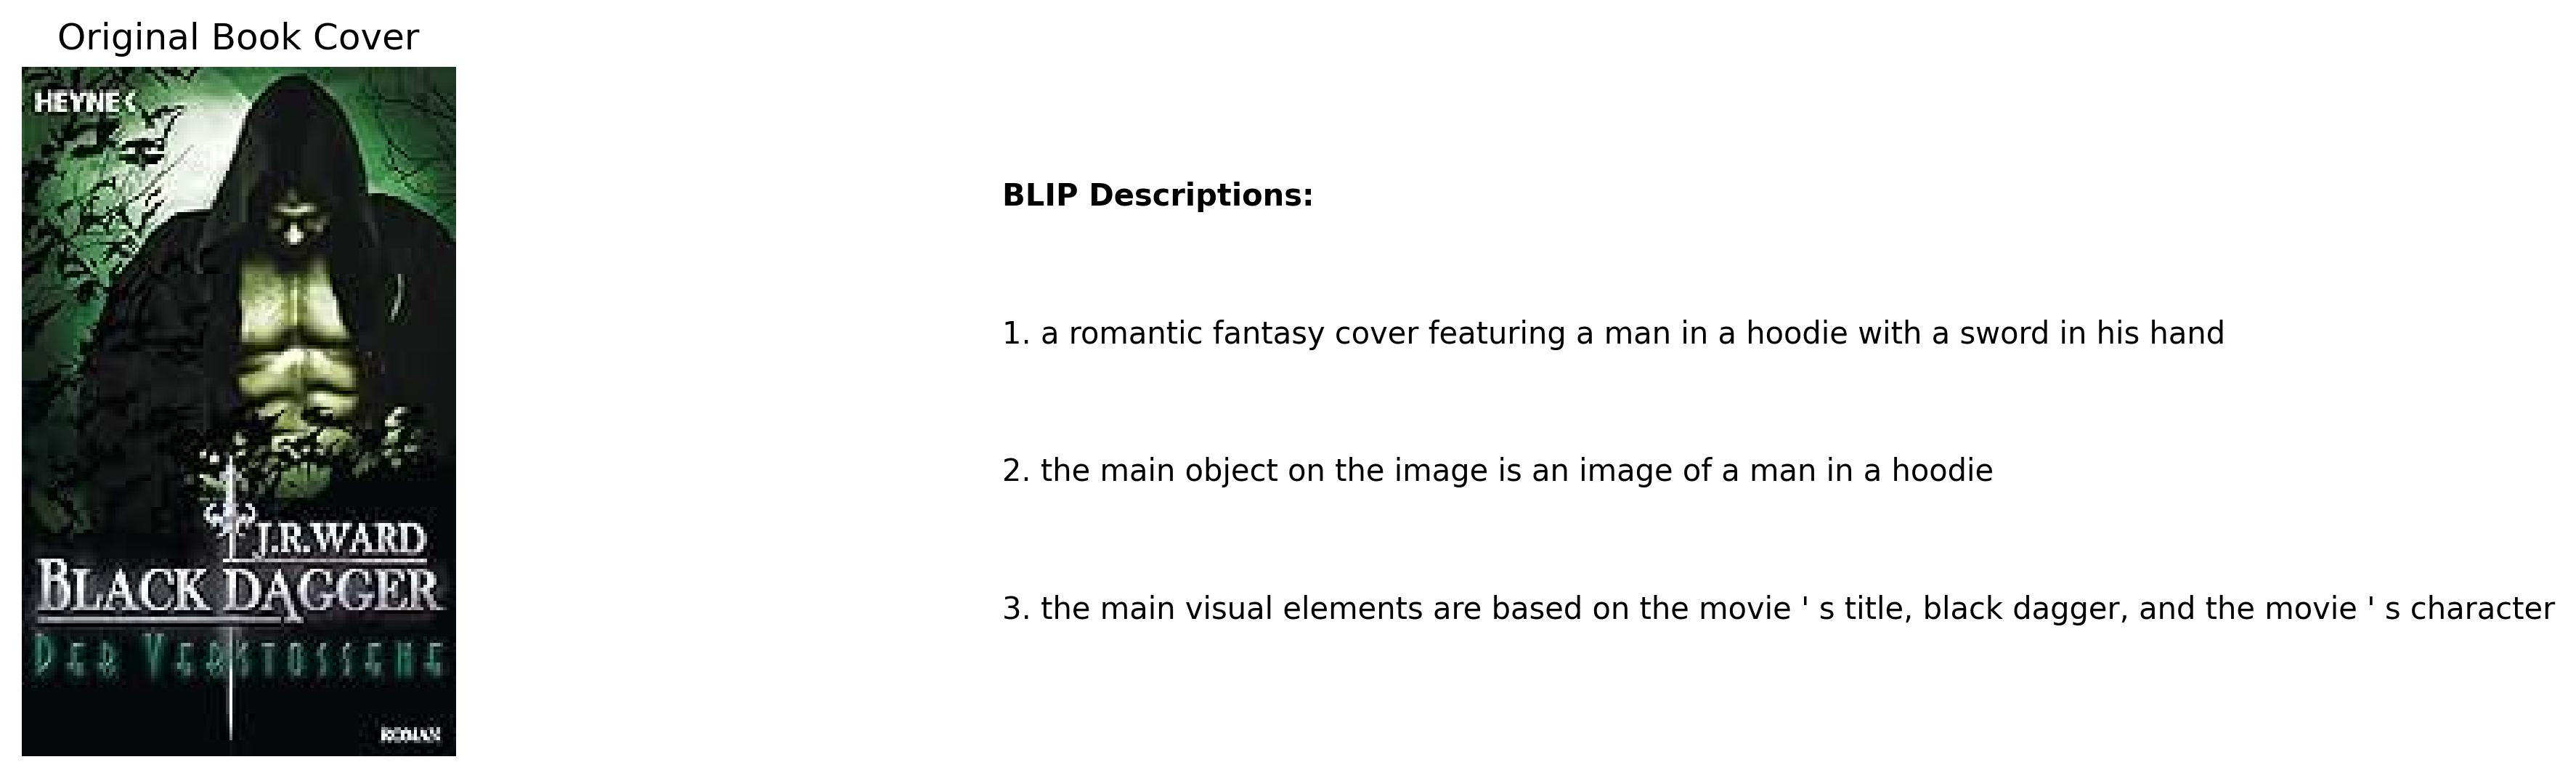 Original Book Cover
HEYNE <
J.R.WARD
BLACK DAGGER
DER VERSTOSSENE
ROMAN
BLIP Descriptions:
1. a romantic fantasy cover featuring a man in a hoodie with a sword in his hand
2. the main object on the image is an image of a man in a hoodie
3. the main visual elements are based on the movie ' s title, black dagger, and the movie ' s character